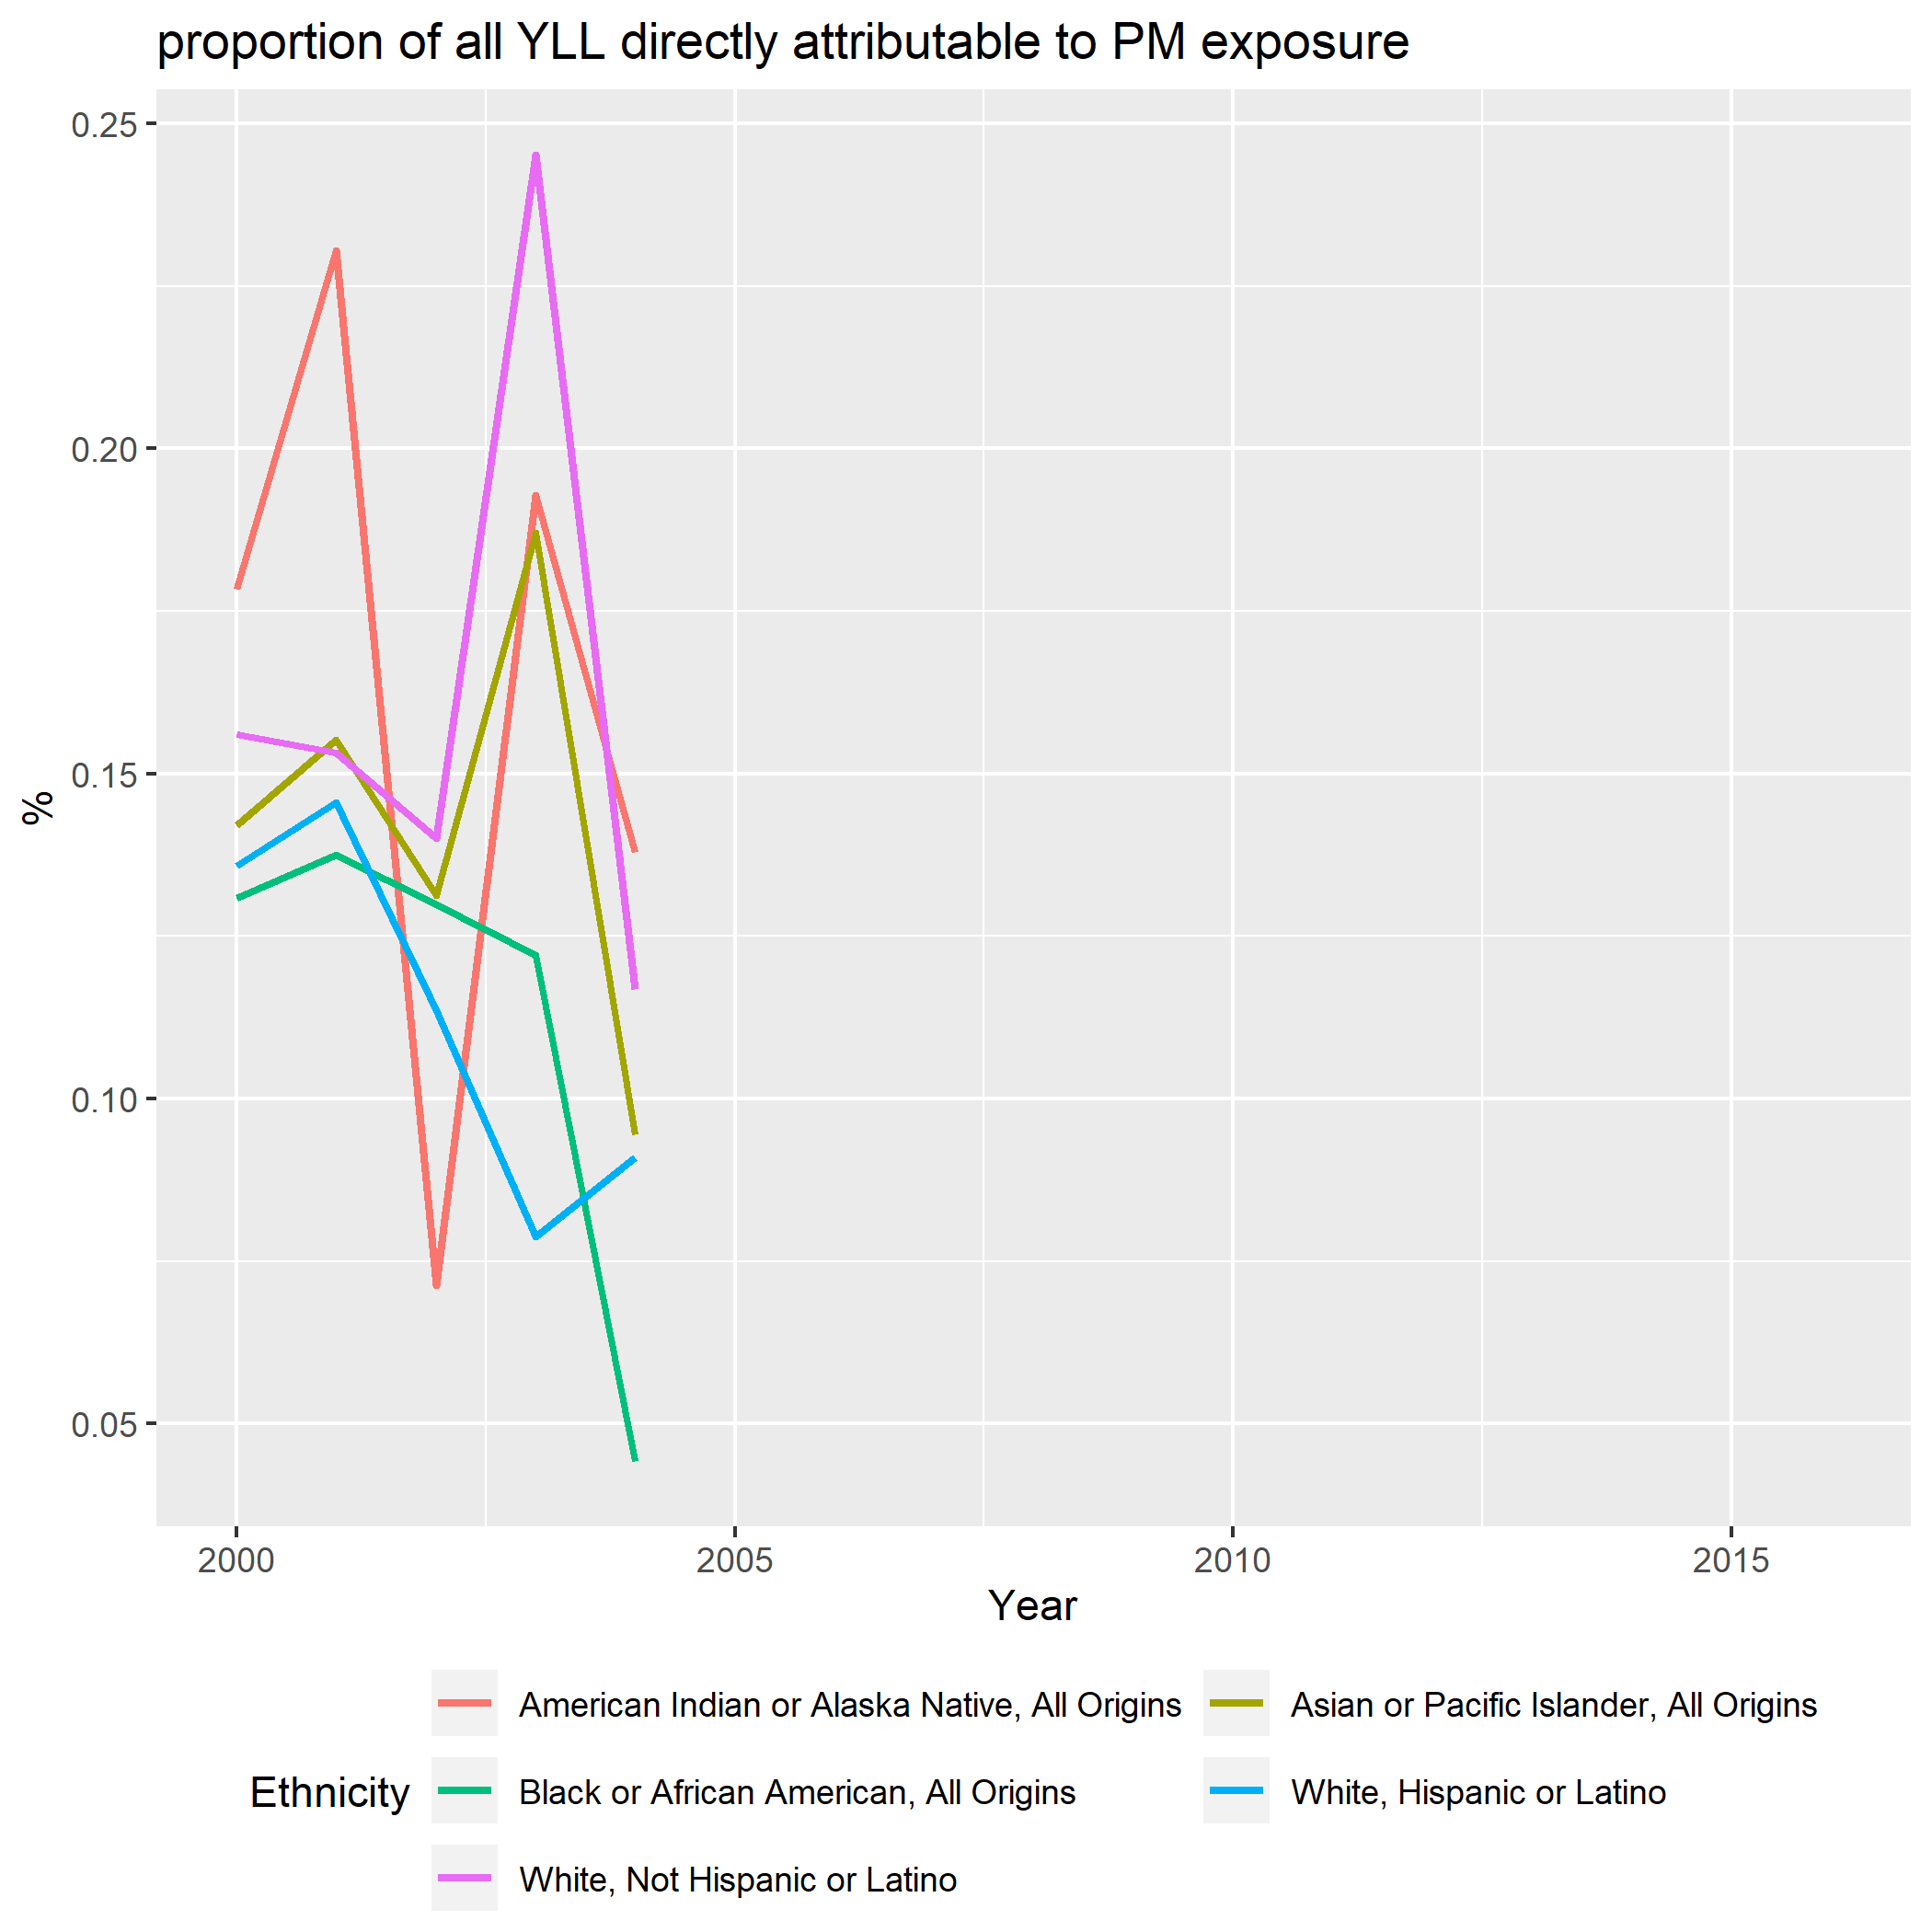 proportion of all YLL directly attributable to PM exposure
0.25
0.20
0.15
0.10
0.05
%
2000 2005 2010 2015
Year
Ethnicity
American Indian or Alaska Native, All Origins
Asian or Pacific Islander, All Origins
Black or African American, All Origins
White, Hispanic or Latino
White, Not Hispanic or Latino